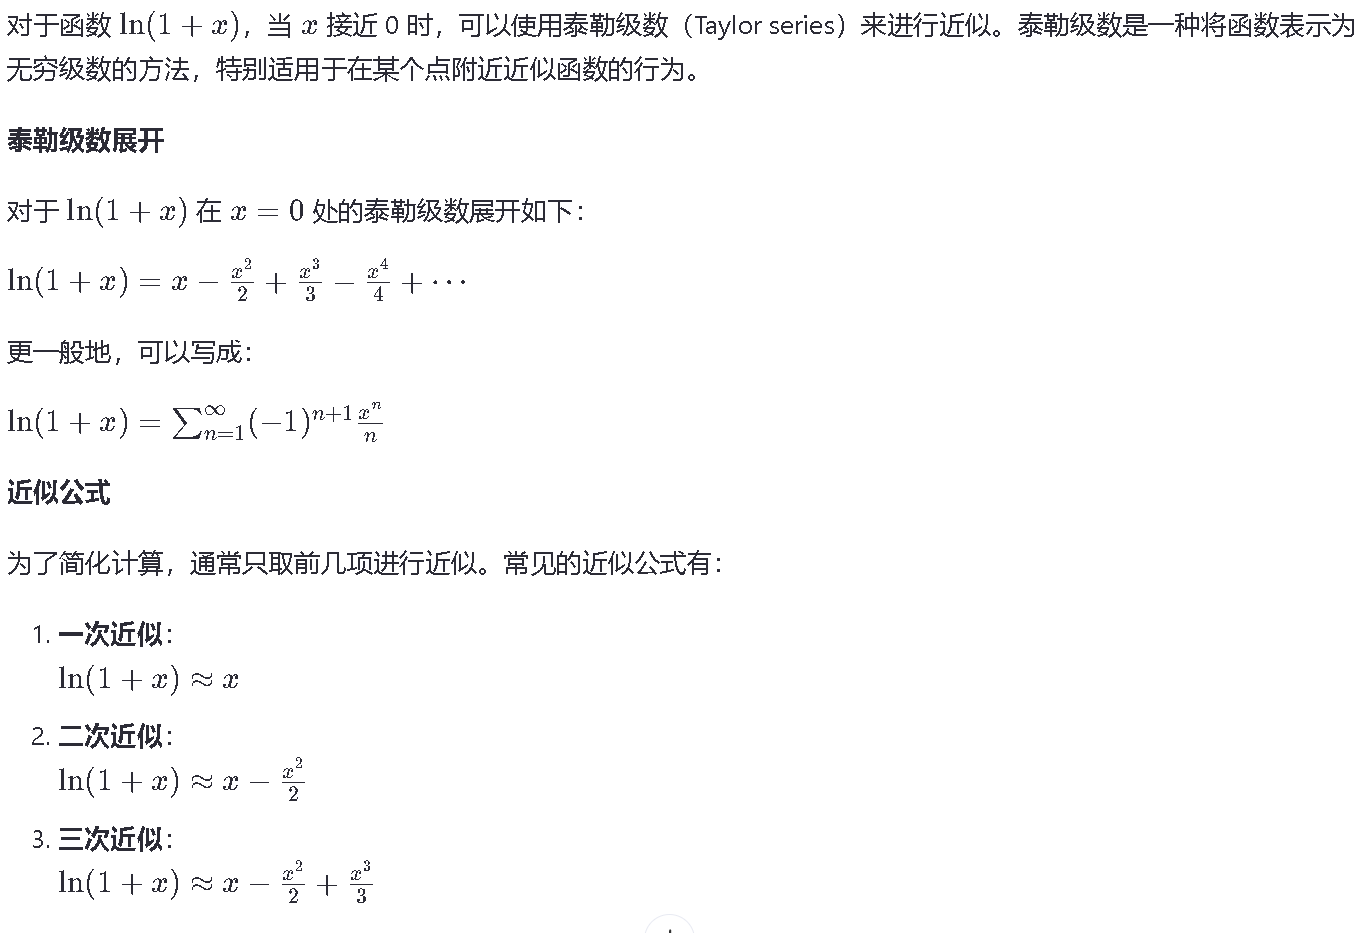 对于函数 ln(1 + x)，当 x 接近 0 时，可以使用泰勒级数（Taylor series）来进行近似。泰勒级数是一种将函数表示为
无穷级数的方法，特别适用于在某个点附近近似函数的行为。
泰勒级数展开
对于 ln(1 + x) 在 x = 0 处的泰勒级数展开如下：
ln(1 + x) = x − \frac{x^2}{2} + \frac{x^3}{3} − \frac{x^4}{4} + ⋯
更一般地，可以写成：
ln(1 + x) = \sum_{n=1}^{∞} (−1)^{n+1} \frac{x^n}{n}
近似公式
为了简化计算，通常只取前几项进行近似。常见的近似公式有：
1. 一次近似：
ln(1 + x) ≈ x
2. 二次近似：
ln(1 + x) ≈ x − \frac{x^2}{2}
3. 三次近似：
ln(1 + x) ≈ x − \frac{x^2}{2} + \frac{x^3}{3}